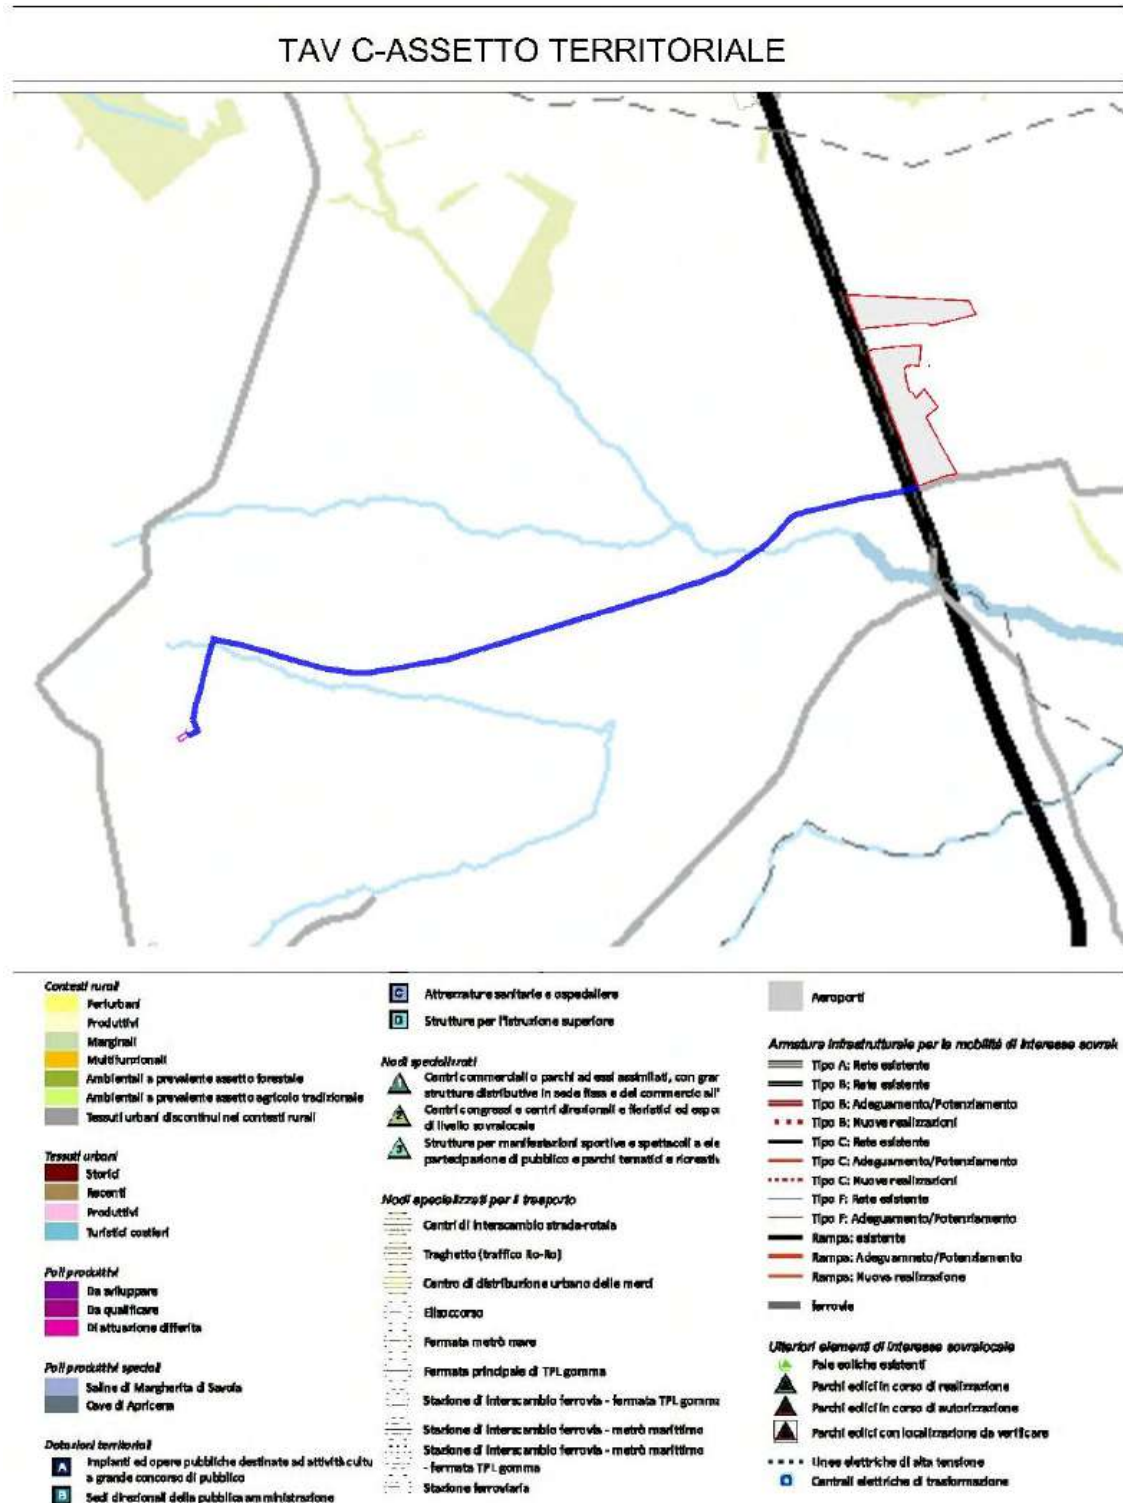 TAV C-ASSETTO TERRITORIALE
Contesti rurali
Periurbani
Produttivi
Marginali
Multifunzionali
Ambientali a prevalente assetto forestale
Ambientali a prevalente assetto agricolo tradizionale
Tessuti urbani discontinui nei contesti rurali
Tessuti urbani
Storici
Recenti
Produttivi
Turistici costieri
Poli produttivi
Da sviluppare
Da qualificare
Di attuazione differita
Poli produttivi speciali
Saline di Margherita di Savoia
Cave di Apricena
Dotazioni territoriali
A Impianti ed opere pubbliche destinate ad attività cultu
a grande concorso di pubblico
B Sedi direzionali della pubblica amministrazione
C Attrezzature sanitarie e ospedaliere
D Strutture per l'istruzione superiore
Nodi specializzati
1 Centri commerciali o parchi ad essi assimilati, con gran
strutture distributive in sede fissa e del commercio all'
2 Centri congressi e centri direzionali e fieristici ed espos
di livello sovralocale
3 Strutture per manifestazioni sportive e spettacoli a ele
partecipazione di pubblico e parchi tematici e ricreativ
Nodi specializzati per il trasporto
Centri di interscambio strada-rotaia
Traghetto (traffico Ro-Ro)
Centro di distribuzione urbano delle merci
Elisoccorso
Fermata metrò mare
Fermata principale di TPL gomma
Stazione di interscambio ferrovia - fermata TPL gomma
Stazione di interscambio ferrovia - metrò marittimo
Stazione di interscambio ferrovia - metrò marittimo
- fermata TPL gomma
Stazione ferroviaria
Aeroporti
Armatura infrastrutturale per la mobilità di interesse sovralo
Tipo A: Rete esistente
Tipo B: Rete esistente
Tipo B: Adeguamento/Potenziamento
Tipo B: Nuove realizzazioni
Tipo C: Rete esistente
Tipo C: Adeguamento/Potenziamento
Tipo C: Nuove realizzazioni
Tipo F: Rete esistente
Tipo F: Adeguamento/Potenziamento
Rampa: esistente
Rampa: Adeguamneto/Potenziamento
Rampa: Nuova realizzazione
ferrovie
Ulteriori elementi di interesse sovralocale
Pale eoliche esistenti
Parchi eolici in corso di realizzazione
Parchi eolici in corso di autorizzazione
Parchi eolici con localizzazione da verificare
Linee elettriche di alta tensione
Centrali elettriche di trasformazione